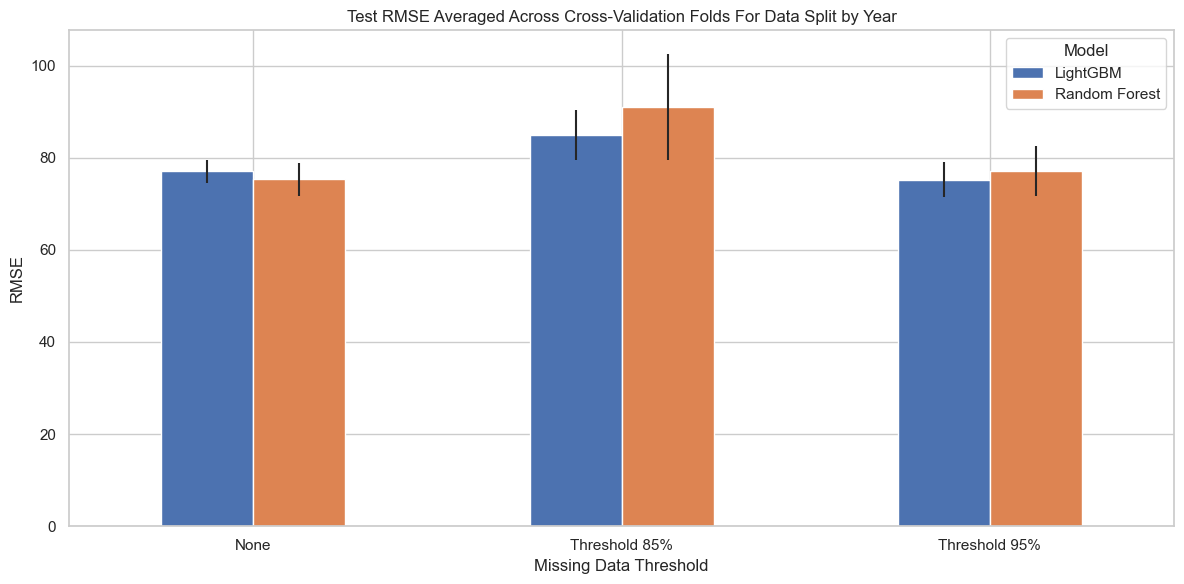 Test RMSE Averaged Across Cross-Validation Folds For Data Split by Year
Model
LightGBM
Random Forest
100
80
60
40
20
0
RMSE
None
Threshold 85%
Threshold 95%
Missing Data Threshold